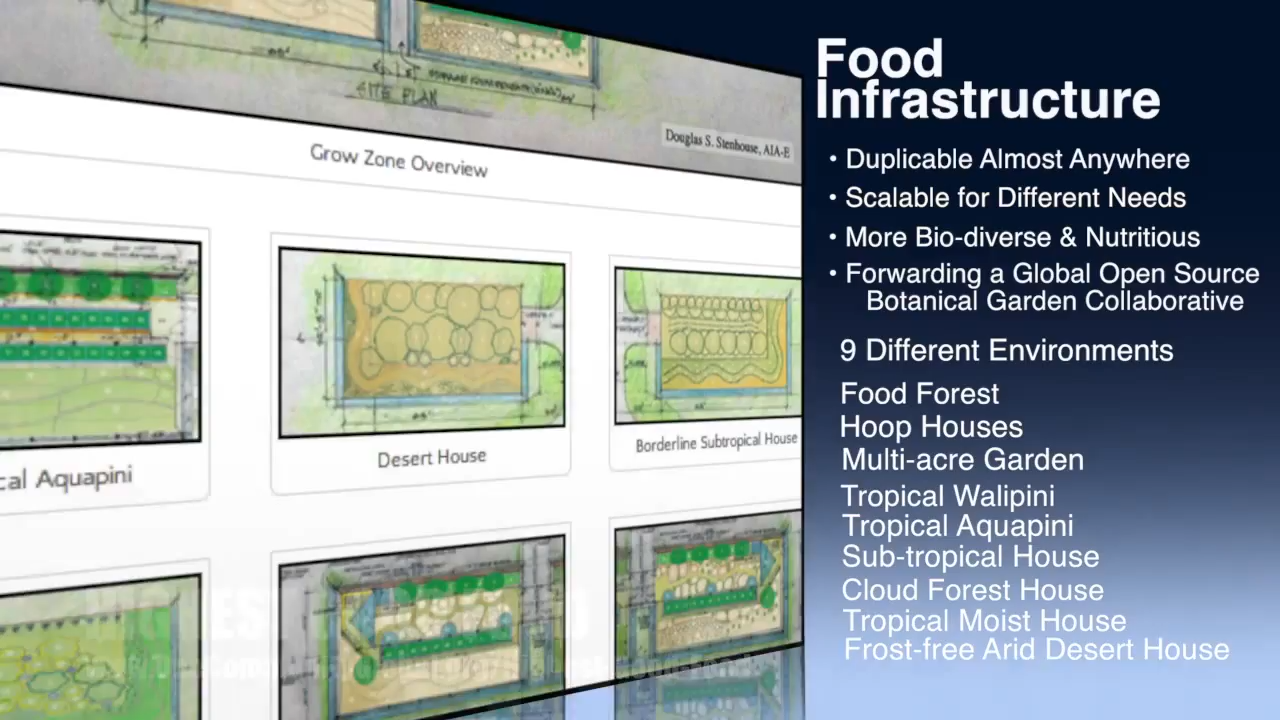 SITE PLAN
Douglas S. Stenhouse, AIA-E
Grow Zone Overview
cal Aquapini
Desert House
Borderline Subtropical House
Food
Infrastructure
• Duplicable Almost Anywhere
• Scalable for Different Needs
• More Bio-diverse & Nutritious
• Forwarding a Global Open Source
Botanical Garden Collaborative
9 Different Environments
Food Forest
Hoop Houses
Multi-acre Garden
Tropical Walipini
Tropical Aquapini
Sub-tropical House
Cloud Forest House
Tropical Moist House
Frost-free Arid Desert House